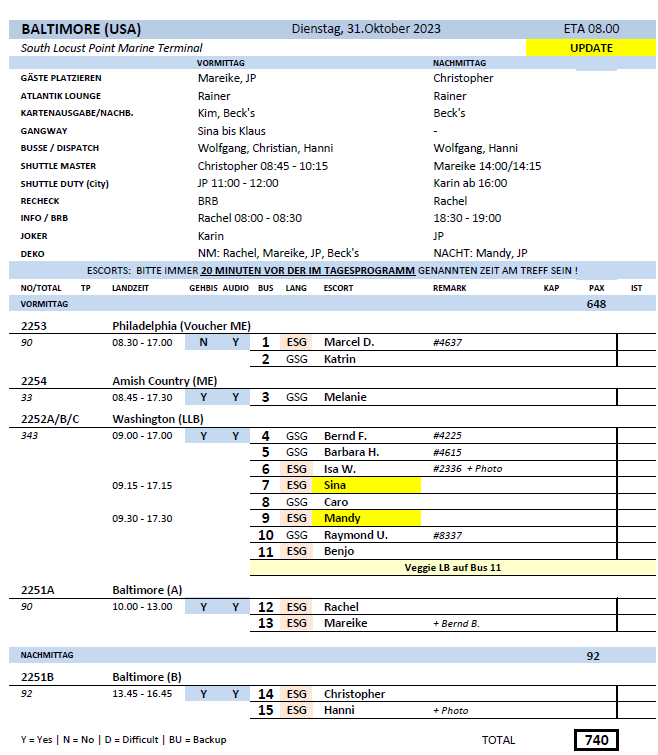 BALTIMORE (USA) Dienstag, 31.Oktober 2023 ETA 08.00
South Locust Point Marine Terminal UPDATE
VORMITTAG NACHMITTAG
GÄSTE PLATZIEREN Mareike, JP Christopher
ATLANTIK LOUNGE Rainer Rainer
KARTENAUSGABE/NACHB. Kim, Beck's Beck's
GANGWAY Sina bis Klaus -
BUSSE / DISPATCH Wolfgang, Christian, Hanni Wolfgang, Hanni
SHUTTLE MASTER Christopher 08:45 - 10:15 Mareike 14:00/14:15
SHUTTLE DUTY (City) JP 11:00 - 12:00 Karin ab 16:00
RECHECK BRB Rachel
INFO / BRB Rachel 08:00 - 08:30 18:30 - 19:00
JOKER Karin JP
DEKO NM: Rachel, Mareike, JP, Beck's NACHT: Mandy, JP
ESCORTS: BITTE IMMER 20 MINUTEN VOR DER IM TAGESPROGRAMM GENANNTEN ZEIT AM TREFF SEIN !
NO/TOTAL TP LANDZEIT GEHBIS AUDIO BUS LANG ESCORT REMARK KAP PAX IST
VORMITTAG 648
2253 Philadelphia (Voucher ME)
90 08.30 - 17.00 N Y 1 ESG Marcel D. #4637
2 GSG Katrin
2254 Amish Country (ME)
33 08.45 - 17.30 Y Y 3 GSG Melanie
2252A/B/C Washington (LLB)
343 09.00 - 17.00 Y Y 4 GSG Bernd F. #4225
5 GSG Barbara H. #4615
6 ESG Isa W. #2336 + Photo
09.15 - 17.15 7 ESG Sina
8 GSG Caro
09.30 - 17.30 9 ESG Mandy
10 GSG Raymond U. #8337
11 ESG Benjo
Veggie LB auf Bus 11
2251A Baltimore (A)
90 10.00 - 13.00 Y Y 12 ESG Rachel
13 ESG Mareike + Bernd B.
NACHMITTAG 92
2251B Baltimore (B)
92 13.45 - 16.45 Y Y 14 ESG Christopher
15 ESG Hanni + Photo
Y = Yes | N = No | D = Difficult | BU = Backup TOTAL 740